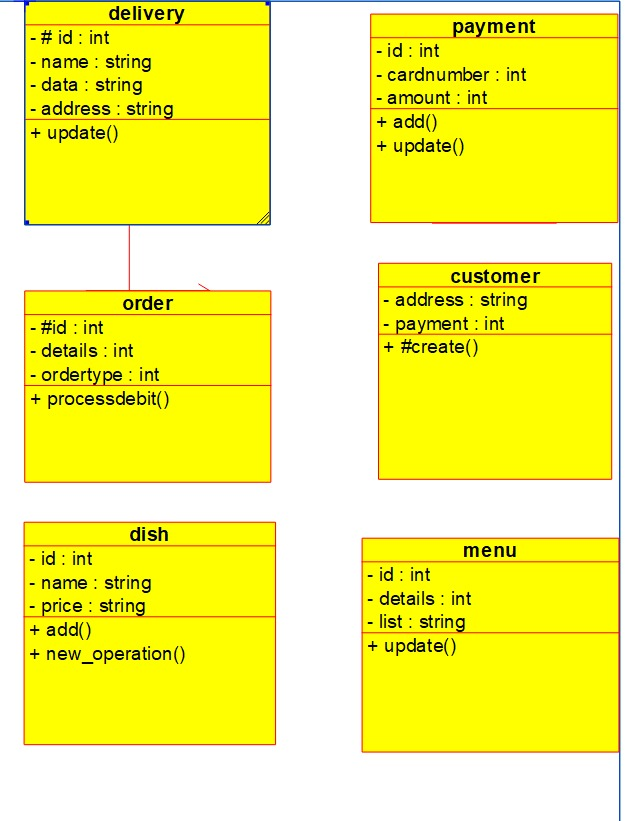 delivery
- # id : int
- name : string
- data : string
- address : string
+ update()
payment
- id : int
- cardnumber : int
- amount : int
+ add()
+ update()
order
- #id : int
- details : int
- ordertype : int
+ processdebit()
customer
- address : string
- payment : int
+ #create()
dish
- id : int
- name : string
- price : string
+ add()
+ new_operation()
menu
- id : int
- details : int
- list : string
+ update()